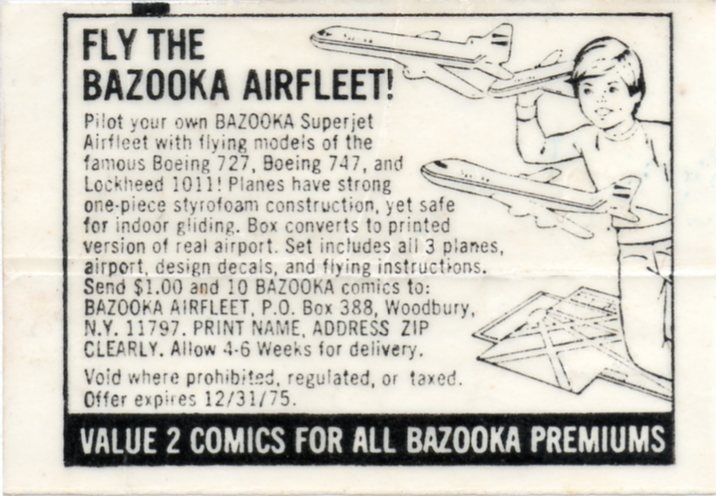 FLY THE
BAZOOKA AIRFLEET!
Pilot your own BAZOOKA Superjet
Airfleet with flying models of the
famous Boeing 727, Boeing 747, and
Lockheed 1011! Planes have strong
one-piece styrofoam construction, yet safe
for indoor gliding. Box converts to printed
version of real airport. Set includes all 3 planes,
airport, design decals, and flying instructions.
Send $1.00 and 10 BAZOOKA comics to:
BAZOOKA AIRFLEET, P.O. Box 388, Woodbury,
N.Y. 11797. PRINT NAME, ADDRESS ZIP
CLEARLY. Allow 4-6 Weeks for delivery.
Void where prohibited, regulated, or taxed.
Offer expires 12/31/75.
VALUE 2 COMICS FOR ALL BAZOOKA PREMIUMS